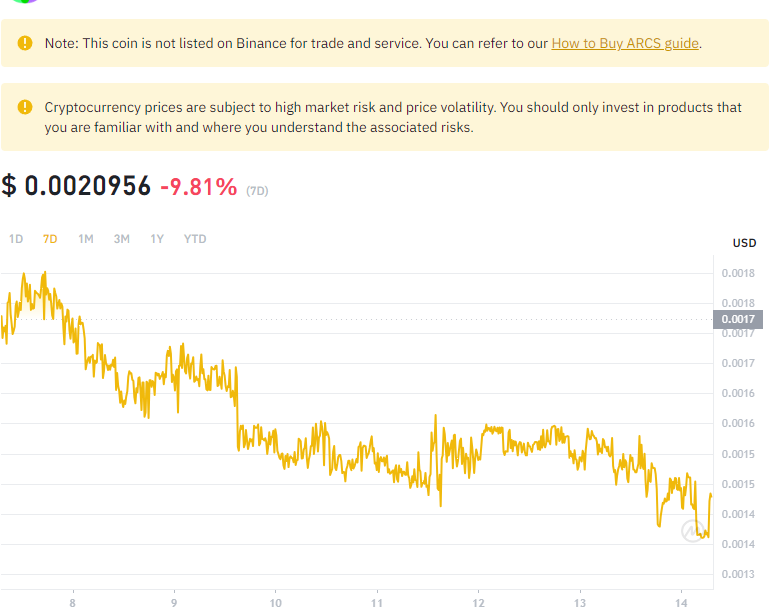 Note: This coin is not listed on Binance for trade and service. You can refer to our How to Buy ARCS guide.
Cryptocurrency prices are subject to high market risk and price volatility. You should only invest in products that
you are familiar with and where you understand the associated risks.
$ 0.0020956 -9.81% (7D)
1D 7D 1M 3M 1Y YTD
USD
0.0018
0.0018
0.0017
0.0017
0.0017
0.0016
0.0016
0.0015
0.0015
0.0014
0.0014
0.0013
8 9 10 11 12 13 14